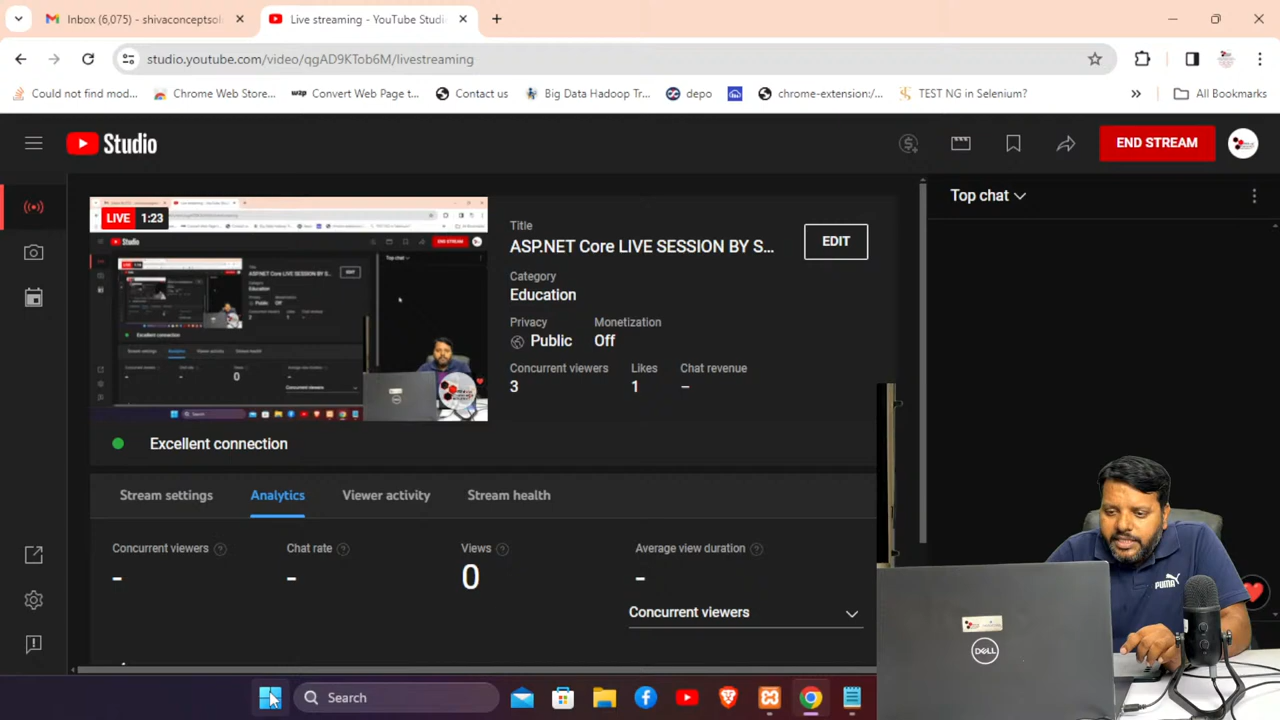 Inbox (6,075) - shivaconceptsol
Live streaming - YouTube Studi
studio.youtube.com/video/qgAD9KTob6M/livestreaming
Could not find mod...
Chrome Web Store...
Convert Web Page t...
Contact us
Big Data Hadoop Tr...
depo
chrome-extension:/...
TEST NG in Selenium?
»
All Bookmarks
Studio
END STREAM
LIVE 1:23
Title
ASP.NET Core LIVE SESSION BY S...
EDIT
Category
Education
Privacy
Monetization
Public
Off
Concurrent viewers
Likes
Chat revenue
3
1
–
Excellent connection
Top chat
Stream settings
Analytics
Viewer activity
Stream health
Concurrent viewers
Chat rate
Views
Average view duration
-
-
0
-
Concurrent viewers
Search
PUMA
DELL